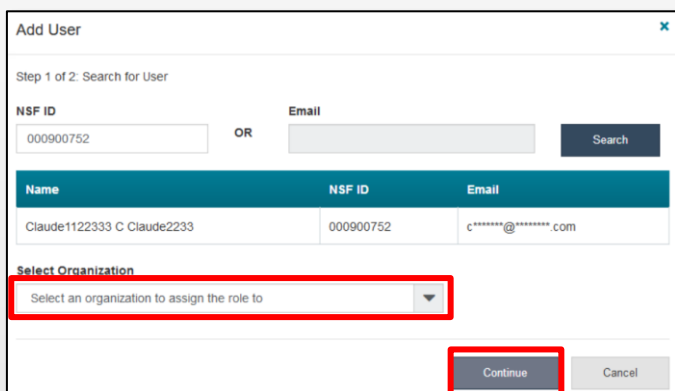 Add User
×
Step 1 of 2: Search for User
NSF ID
Email
000900752
OR
Search
Name NSF ID Email
Claude1122333 C Claude2233 000900752 c*******@********.com
Select Organization
Select an organization to assign the role to
Continue Cancel